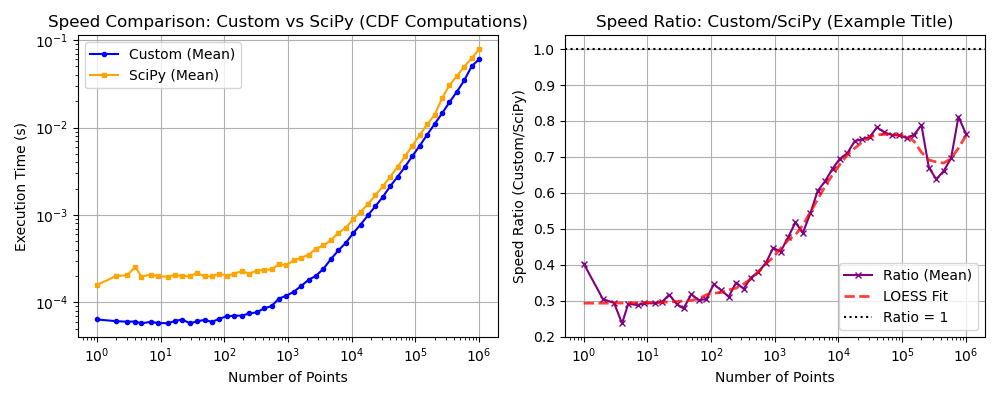 Speed Comparison: Custom vs SciPy (CDF Computations)
Execution Time (s)
10⁻¹
10⁻²
10⁻³
10⁻⁴
Custom (Mean)
SciPy (Mean)
10⁰ 10¹ 10² 10³ 10⁴ 10⁵ 10⁶
Number of Points
Speed Ratio: Custom/SciPy (Example Title)
Speed Ratio (Custom/SciPy)
1.0
0.9
0.8
0.7
0.6
0.5
0.4
0.3
0.2
Ratio (Mean)
LOESS Fit
Ratio = 1
10⁰ 10¹ 10² 10³ 10⁴ 10⁵ 10⁶
Number of Points